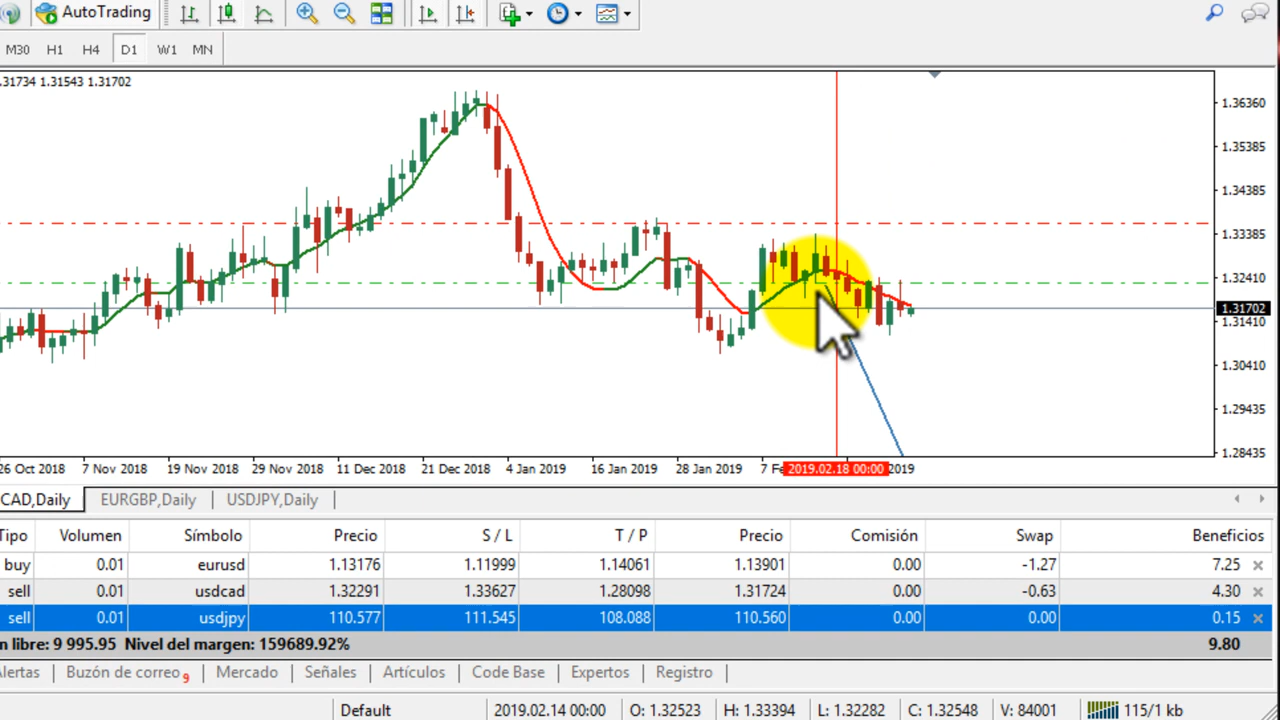 AutoTrading
M30 H1 H4 D1 W1 MN
.31734 1.31543 1.31702
1.36360
1.35385
1.34385
1.33385
1.32410
1.31702
1.31410
1.30410
1.29435
1.28435
26 Oct 2018 7 Nov 2018 19 Nov 2018 29 Nov 2018 11 Dec 2018 21 Dec 2018 4 Jan 2019 16 Jan 2019 28 Jan 2019 7 Fe 2019.02.18 00:00 2019
CAD,Daily EURGBP,Daily USDJPY,Daily
Tipo Volumen Símbolo Precio S / L T / P Precio Comisión Swap Beneficios
buy 0.01 eurusd 1.13176 1.11999 1.14061 1.13901 0.00 -1.27 7.25
sell 0.01 usdcad 1.32291 1.33627 1.28098 1.31724 0.00 -0.63 4.30
sell 0.01 usdjpy 110.577 111.545 108.088 110.560 0.00 0.00 0.15
n libre: 9 995.95 Nivel del margen: 159689.92% 9.80
Alertas Buzón de correo 9 Mercado Señales Artículos Code Base Expertos Registro
Default 2019.02.14 00:00 O: 1.32523 H: 1.33394 L: 1.32282 C: 1.32548 V: 84001 115/1 kb